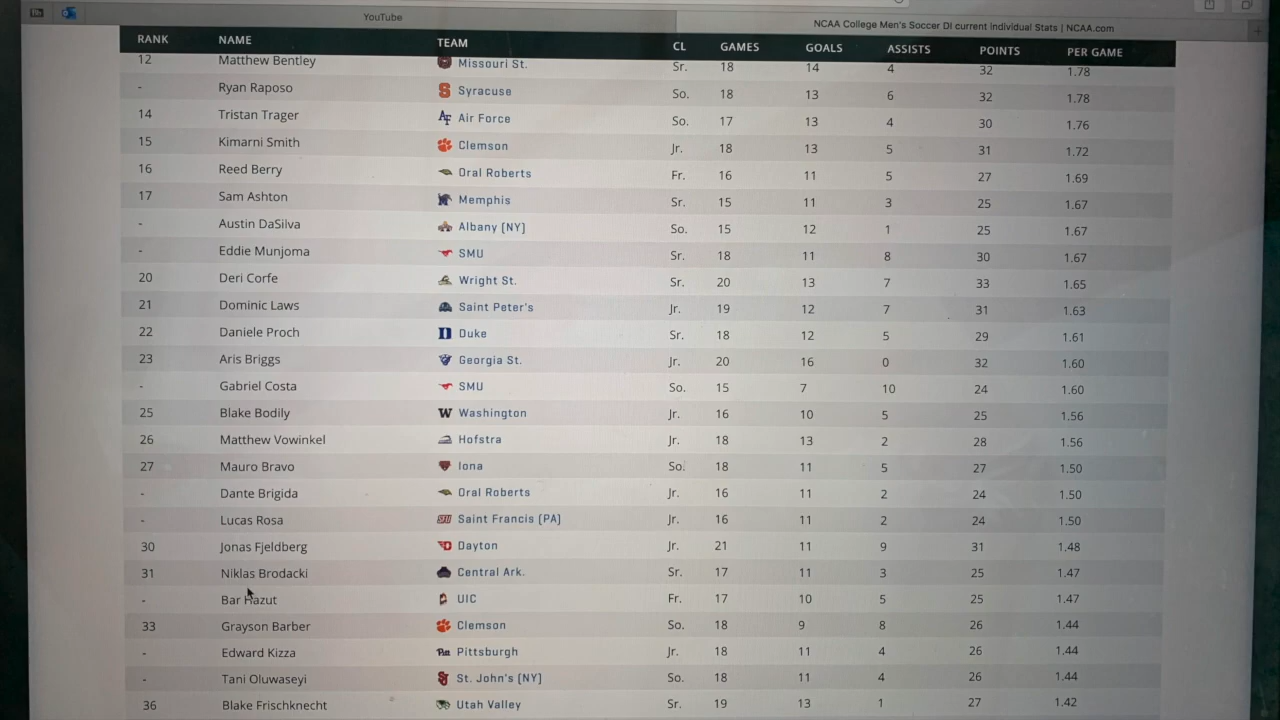 YouTube
NCAA College Men's Soccer DI current individual Stats | NCAA.com
RANK NAME TEAM CL GAMES GOALS ASSISTS POINTS PER GAME
12 Matthew Bentley Missouri St. Sr. 18 14 4 32 1.78
- Ryan Raposo Syracuse So. 18 13 6 32 1.78
14 Tristan Trager Air Force So. 17 13 4 30 1.76
15 Kimarni Smith Clemson Jr. 18 13 5 31 1.72
16 Reed Berry Oral Roberts Fr. 16 11 5 27 1.69
17 Sam Ashton Memphis Sr. 15 11 3 25 1.67
- Austin DaSilva Albany (NY) So. 15 12 1 25 1.67
- Eddie Munjoma SMU Sr. 18 11 8 30 1.67
20 Deri Corfe Wright St. Sr. 20 13 7 33 1.65
21 Dominic Laws Saint Peter's Jr. 19 12 7 31 1.63
22 Daniele Proch Duke Sr. 18 12 5 29 1.61
23 Aris Briggs Georgia St. Jr. 20 16 0 32 1.60
- Gabriel Costa SMU So. 15 7 10 24 1.60
25 Blake Bodily Washington Jr. 16 10 5 25 1.56
26 Matthew Vowinkel Hofstra Jr. 18 13 2 28 1.56
27 Mauro Bravo Iona So. 18 11 5 27 1.50
- Dante Brigida Oral Roberts Jr. 16 11 2 24 1.50
- Lucas Rosa Saint Francis (PA) Jr. 16 11 2 24 1.50
30 Jonas Fjeldberg Dayton Jr. 21 11 9 31 1.48
31 Niklas Brodacki Central Ark. Sr. 17 11 3 25 1.47
- Bar Hazut UIC Fr. 17 10 5 25 1.47
33 Grayson Barber Clemson So. 18 9 8 26 1.44
- Edward Kizza Pittsburgh Jr. 18 11 4 26 1.44
- Tani Oluwaseyi St. John's (NY) So. 18 11 4 26 1.44
36 Blake Frischknecht Utah Valley Sr. 19 13 1 27 1.42